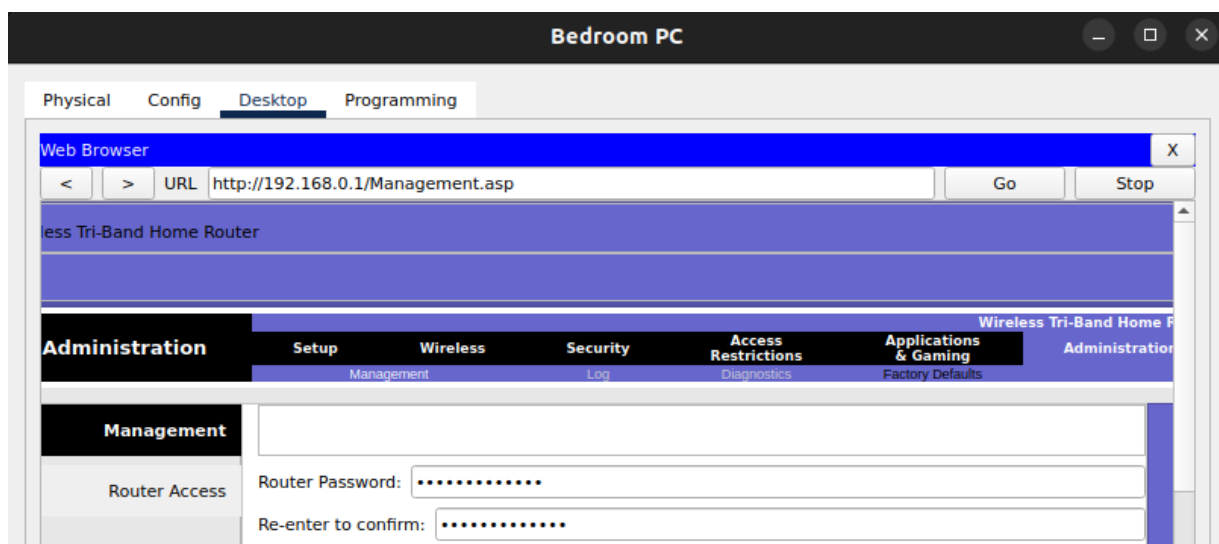 Bedroom PC
Physical Config Desktop Programming
Web Browser X
< > URL http://192.168.0.1/Management.asp Go Stop
less Tri-Band Home Router
Wireless Tri-Band Home R
Administration Setup Wireless Security Access Restrictions Applications & Gaming Administration
Management Log Diagnostics Factory Defaults
Management
Router Access
Router Password: •••••••••••••
Re-enter to confirm: •••••••••••••